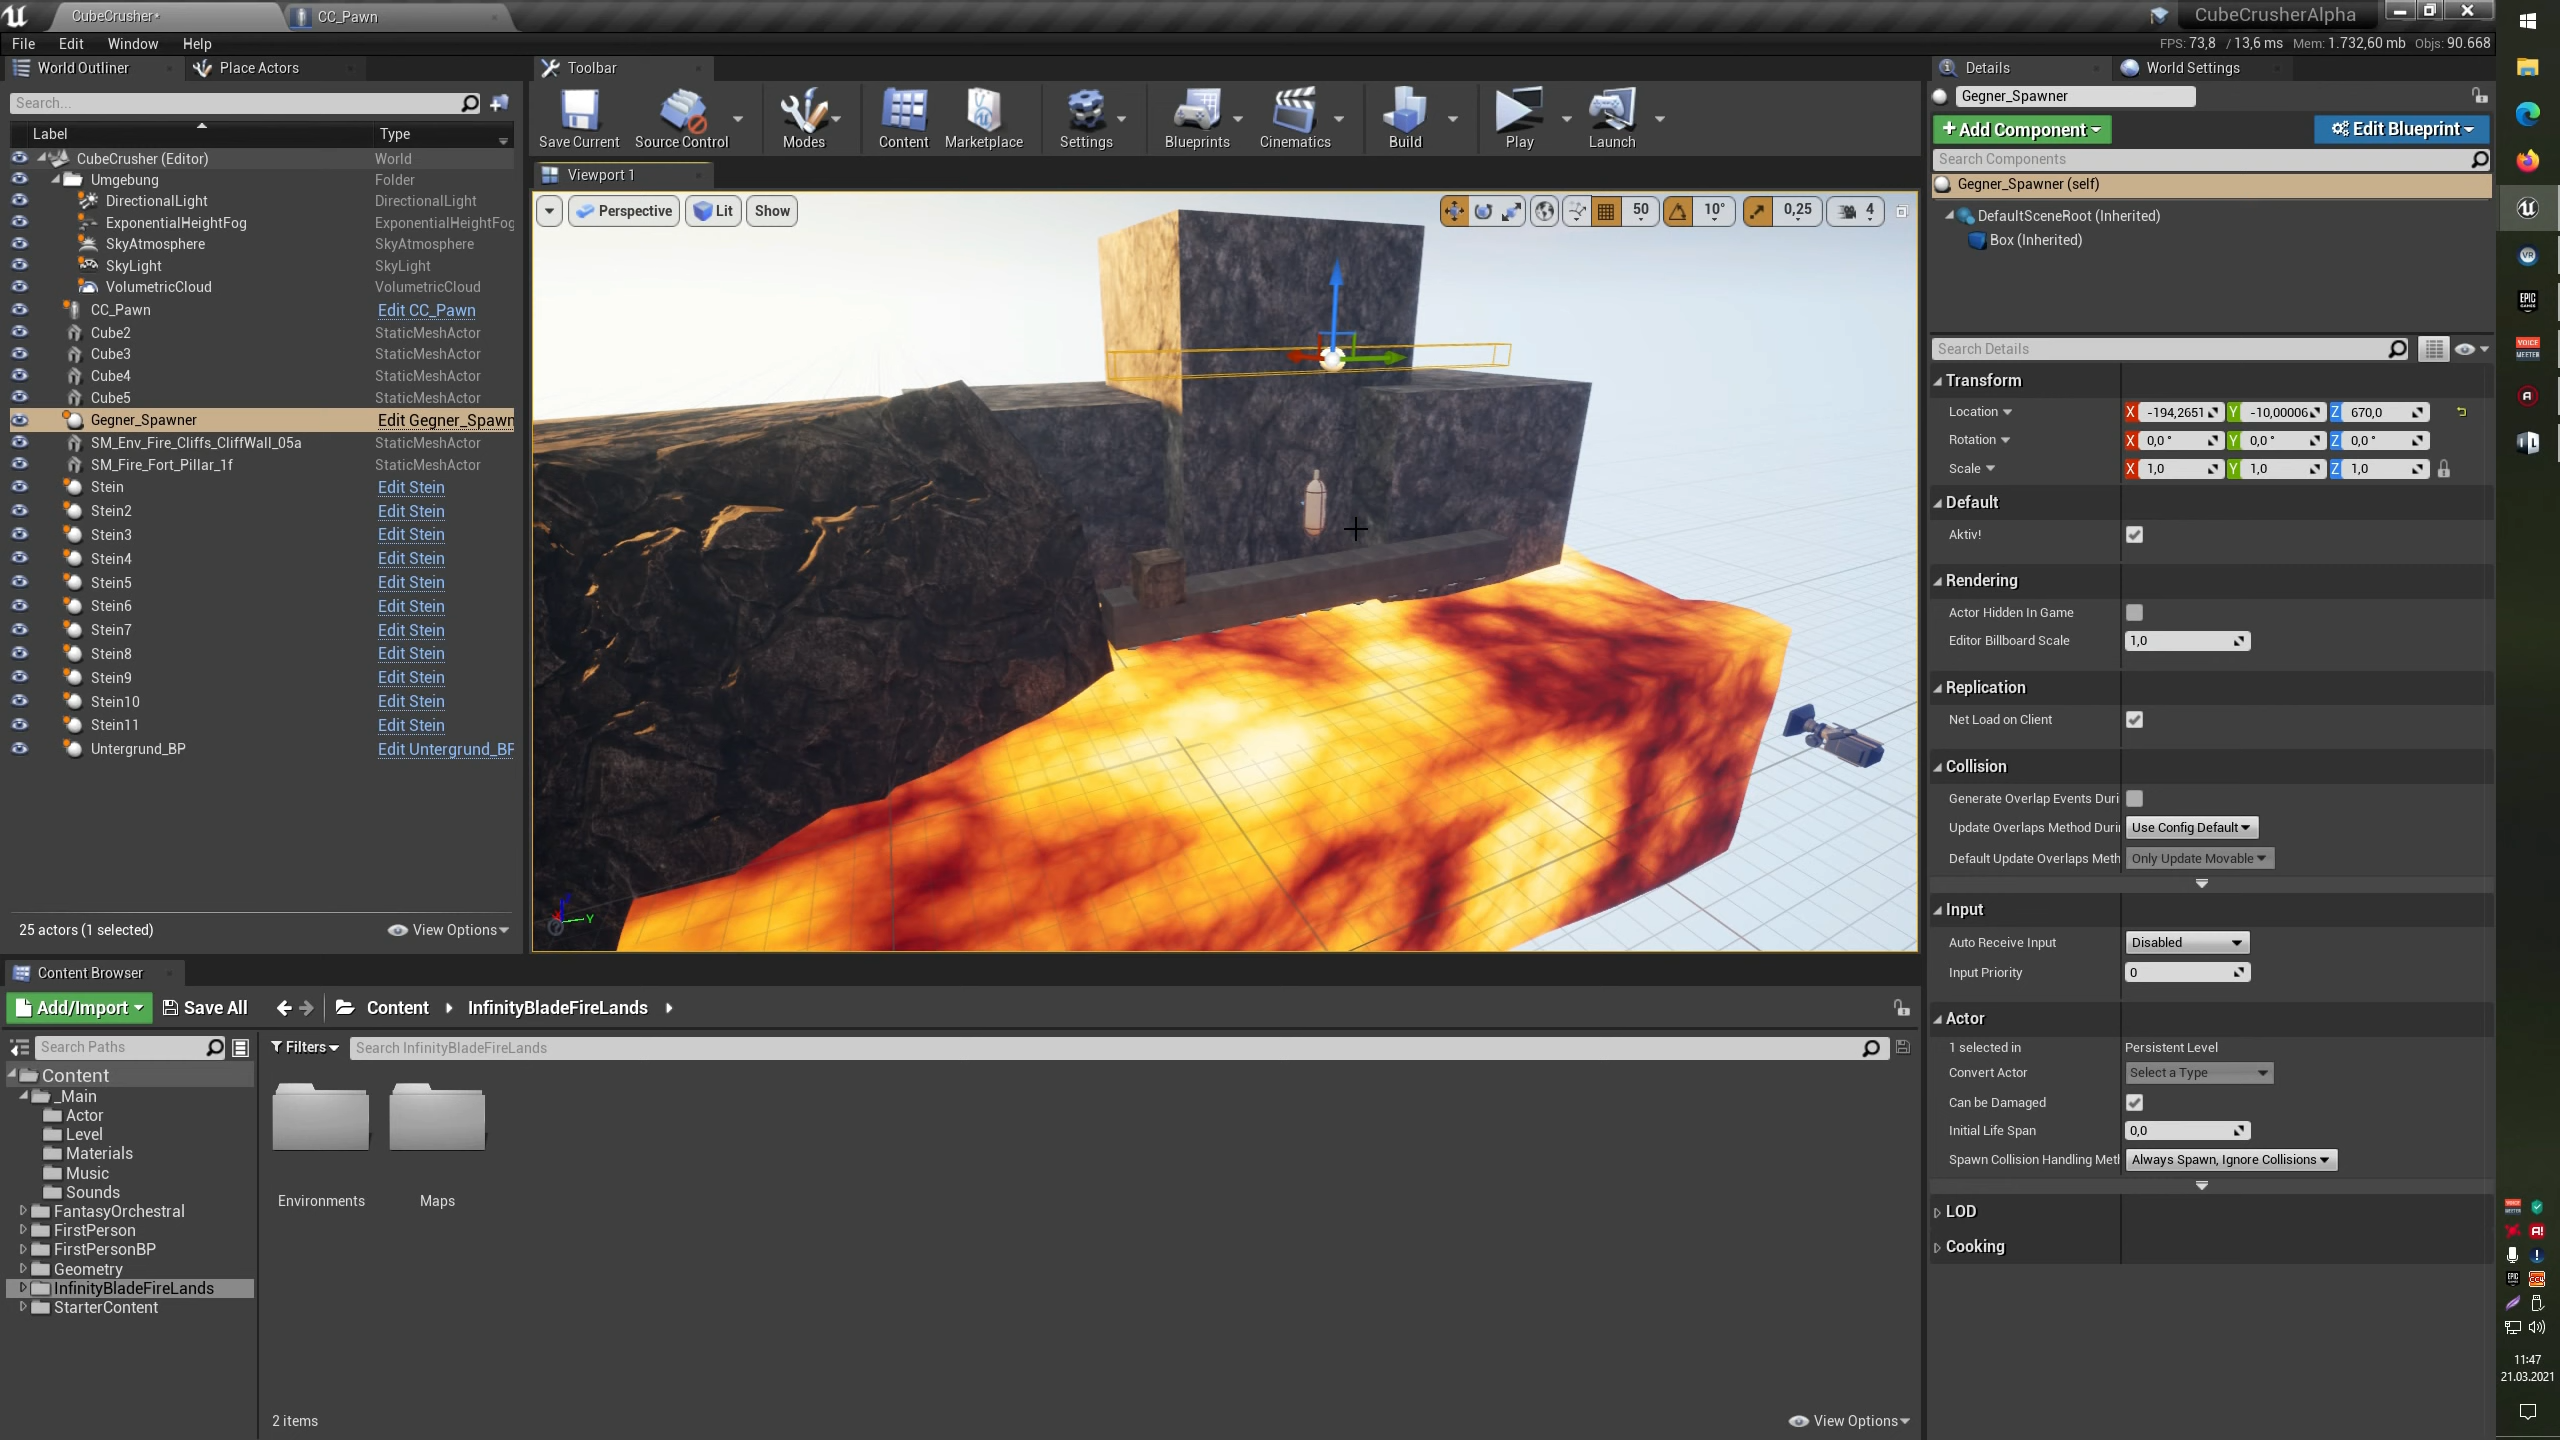 CubeCrusher*
CC_Pawn
CubeCrusherAlpha
File Edit Window Help
FPS: 73,8 / 13,6 ms Mem: 1.732,60 mb Objs: 90.668
World Outliner
Place Actors
Search...
Label Type
CubeCrusher (Editor) World
Umgebung Folder
DirectionalLight DirectionalLight
ExponentialHeightFog ExponentialHeightFog
SkyAtmosphere SkyAtmosphere
SkyLight SkyLight
VolumetricCloud VolumetricCloud
CC_Pawn Edit CC_Pawn
Cube2 StaticMeshActor
Cube3 StaticMeshActor
Cube4 StaticMeshActor
Cube5 StaticMeshActor
Gegner_Spawner Edit Gegner_Spawn
SM_Env_Fire_Cliffs_CliffWall_05a StaticMeshActor
SM_Fire_Fort_Pillar_1f StaticMeshActor
Stein Edit Stein
Stein2 Edit Stein
Stein3 Edit Stein
Stein4 Edit Stein
Stein5 Edit Stein
Stein6 Edit Stein
Stein7 Edit Stein
Stein8 Edit Stein
Stein9 Edit Stein
Stein10 Edit Stein
Stein11 Edit Stein
Untergrund_BP Edit Untergrund_BP
25 actors (1 selected) View Options
Toolbar
Save Current Source Control Modes Content Marketplace Settings Blueprints Cinematics Build Play Launch
Viewport 1
Perspective Lit Show 50 10° 0,25 4
Y
Details
World Settings
Gegner_Spawner
+Add Component Edit Blueprint
Search Components
Gegner_Spawner (self)
DefaultSceneRoot (Inherited)
Box (Inherited)
Search Details
Transform
Location X -194,2651 Y -10,00006 Z 670,0
Rotation X 0,0 ° Y 0,0 ° Z 0,0 °
Scale X 1,0 Y 1,0 Z 1,0
Default
Aktiv!
Rendering
Actor Hidden In Game
Editor Billboard Scale 1,0
Replication
Net Load on Client
Collision
Generate Overlap Events Duri
Update Overlaps Method Duri Use Config Default
Default Update Overlaps Meth Only Update Movable
Input
Auto Receive Input Disabled
Input Priority 0
Actor
1 selected in Persistent Level
Convert Actor Select a Type
Can be Damaged
Initial Life Span 0,0
Spawn Collision Handling Meth Always Spawn, Ignore Collisions
LOD
Cooking
Content Browser
Add/Import Save All Content InfinityBladeFireLands
Search Paths
Filters Search InfinityBladeFireLands
Content
_Main
Actor
Level
Materials
Music
Sounds
FantasyOrchestral
FirstPerson
FirstPersonBP
Geometry
InfinityBladeFireLands
StarterContent
Environments Maps
2 items View Options
VR
EPIC GAMES
VOICE MEETER
11:47
21.03.2021